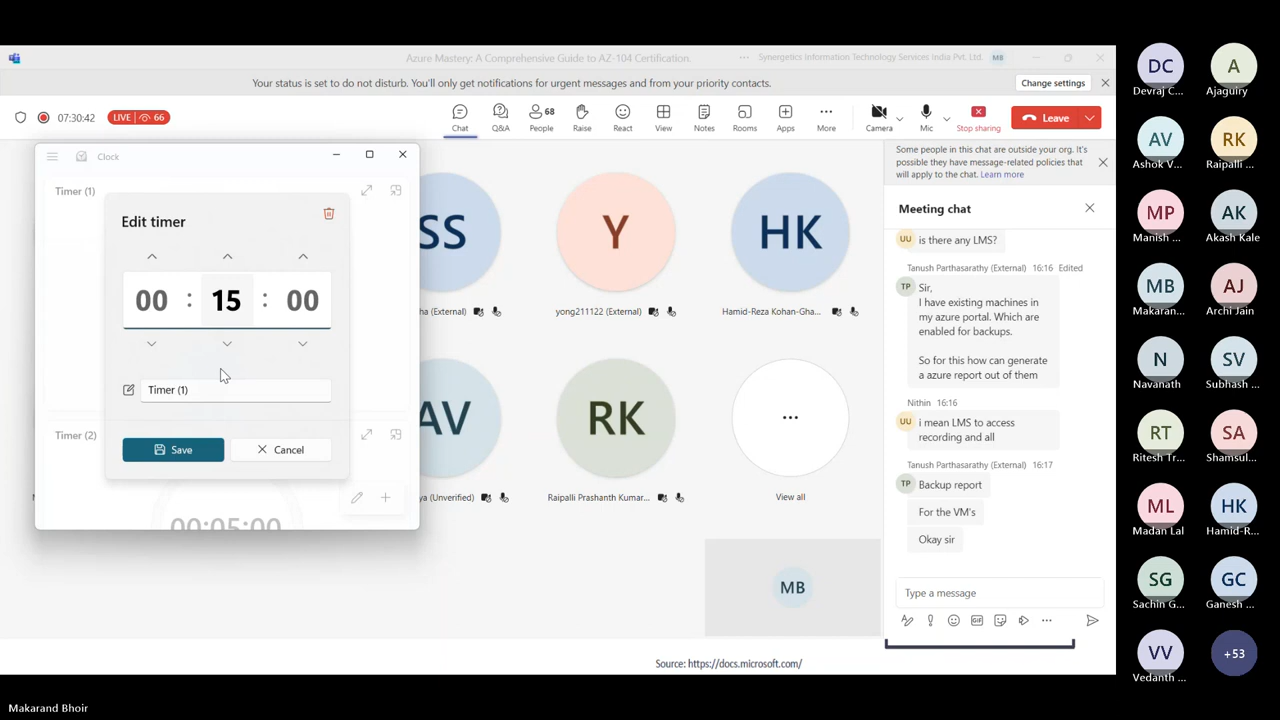 Azure Mastery: A Comprehensive Guide to AZ-104 Certification.
Synergetics Information Technology Services India Pvt. Ltd.
MB
Your status is set to do not disturb. You'll only get notifications for urgent messages and from your priority contacts.
Change settings
07:30:42
LIVE
66
Chat
Q&A
68
People
Raise
React
View
Notes
Rooms
Apps
More
Camera
Mic
Stop sharing
Leave
Clock
Timer (1)
Edit timer
00 : 15 : 00
Timer (1)
Save
Cancel
Timer (2)
00:05:00
SS
(External)
Y
yong211122 (External)
HK
Hamid-Reza Kohan-Gha...
AV
(Unverified)
RK
Raipalli Prashanth Kumar...
...
View all
MB
Some people in this chat are outside your org. It's
possible they have message-related policies that
will apply to the chat. Learn more
Meeting chat
UU
is there any LMS?
Tanush Parthasarathy (External) 16:16 Edited
TP
Sir,
I have existing machines in
my azure portal. Which are
enabled for backups.
So for this how can generate
a azure report out of them
Nithin 16:16
UU
i mean LMS to access
recording and all
Tanush Parthasarathy (External) 16:17
TP
Backup report
For the VM's
Okay sir
Type a message
GIF
Source: https://docs.microsoft.com/
DC
Devraj C...
A
Ajaguiry
AV
Ashok V...
RK
Raipalli ...
MP
Manish ...
AK
Akash Kale
MB
Makaran...
AJ
Archi Jain
N
Navanath
SV
Subhash ...
RT
Ritesh Tr...
SA
Shamsul...
ML
Madan Lal
HK
Hamid-R...
SG
Sachin G...
GC
Ganesh ...
VV
Vedanth ...
+53
Makarand Bhoir